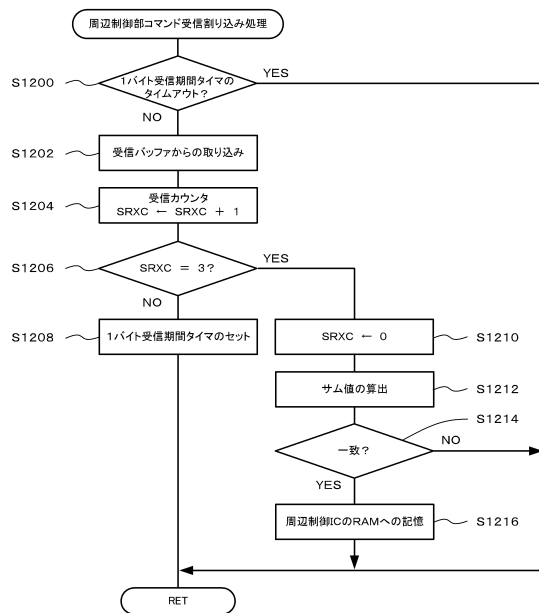 周辺制御部コマンド受信割り込み処理
S1200
1バイト受信期間タイマの
タイムアウト?
YES
NO
S1202
受信バッファからの取り込み
S1204
受信カウンタ
SRXC ← SRXC + 1
S1206
SRXC = 3?
YES
NO
S1208
1バイト受信期間タイマのセット
SRXC ← 0
S1210
サム値の算出
S1212
S1214
一致?
NO
YES
周辺制御ICのRAMへの記憶
S1216
RET